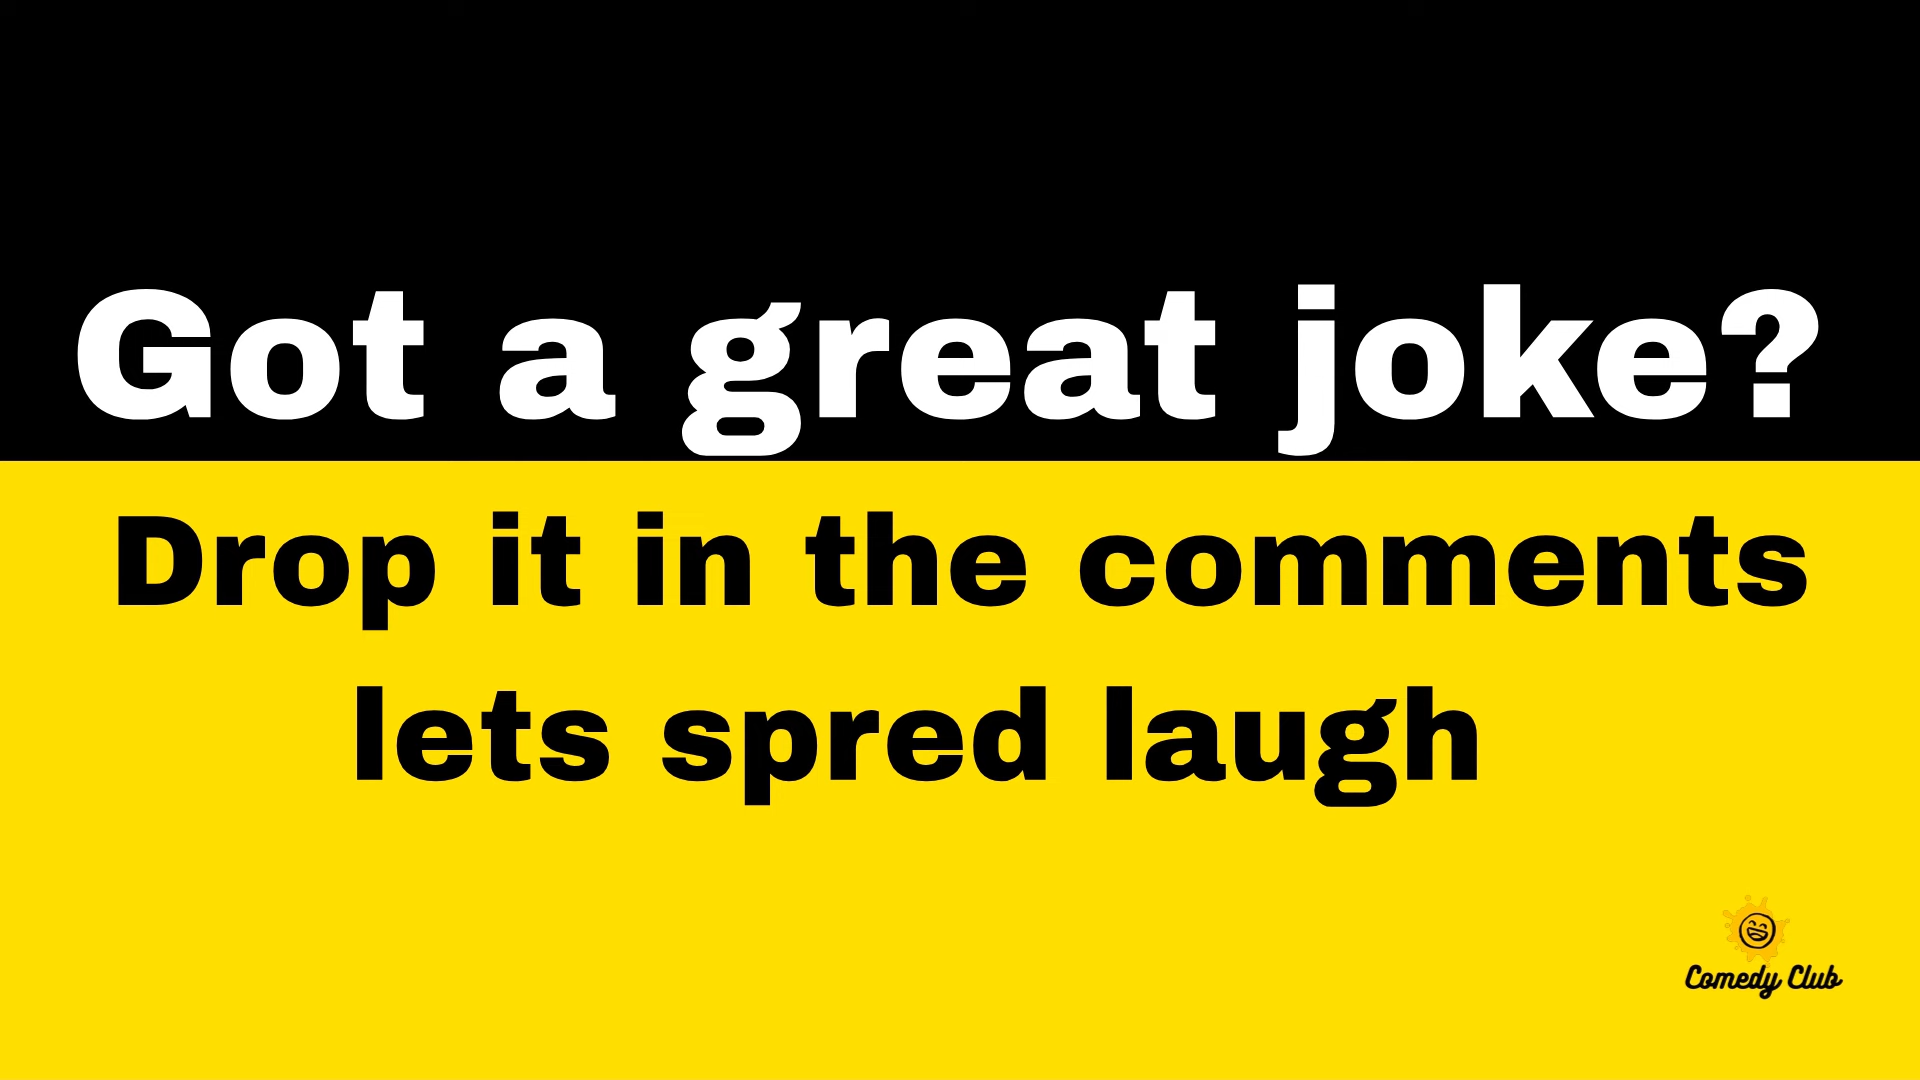 Got a great joke?
Drop it in the comments
lets spred laugh
Comedy Club